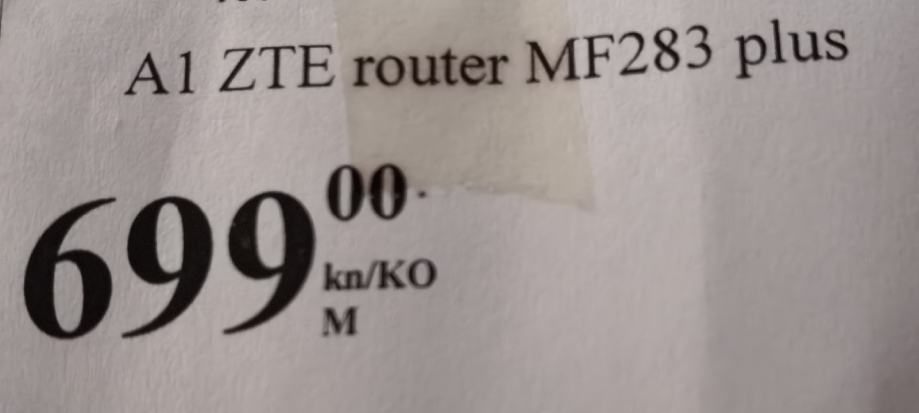 A1 ZTE router MF283 plus
699 00
kn/KO
M